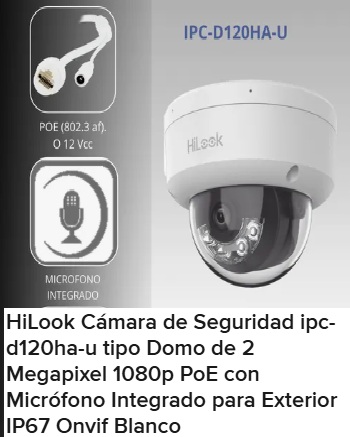 IPC-D120HA-U
POE (802.3 af).
O 12 Vcc
HiLook
MICROFONO
INTEGRADO
HiLook Cámara de Seguridad ipc-
d120ha-u tipo Domo de 2
Megapixel 1080p PoE con
Micrófono Integrado para Exterior
IP67 Onvif Blanco